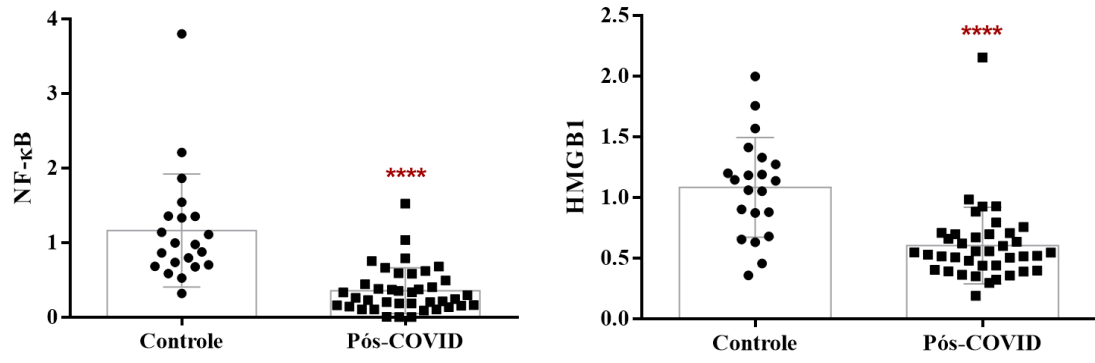 4
3
2
1
0
NF-κB
****
Controle
Pós-COVID
2.5
2.0
1.5
1.0
0.5
0.0
HMGB1
****
Controle
Pós-COVID